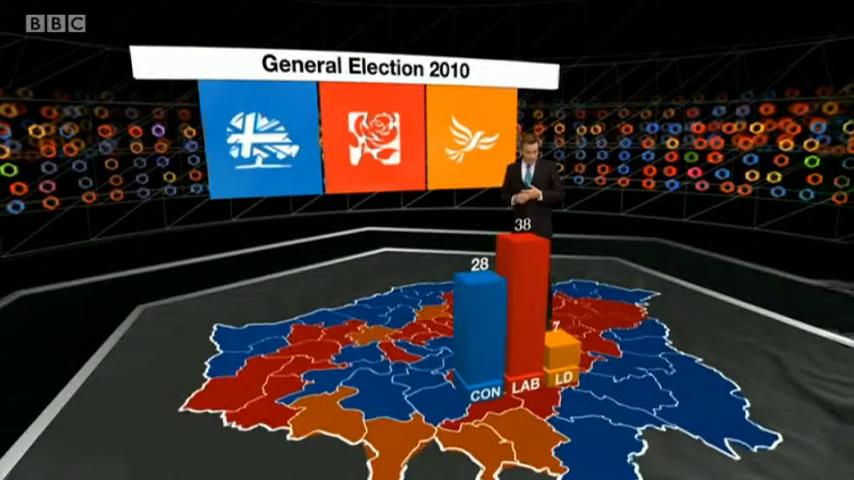 BBC
General Election 2010
38
28
7
CON
LAB
LD